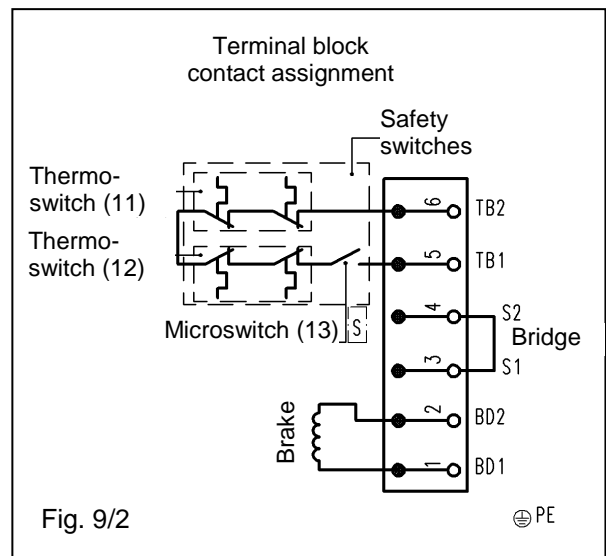 Terminal block
contact assignment
Safety
switches
Thermo-
switch (11)
Thermo-
switch (12)
Microswitch (13)
S
6 TB2
5 TB1
4 S2
Bridge
3 S1
2 BD2
1 BD1
Brake
Fig. 9/2
PE